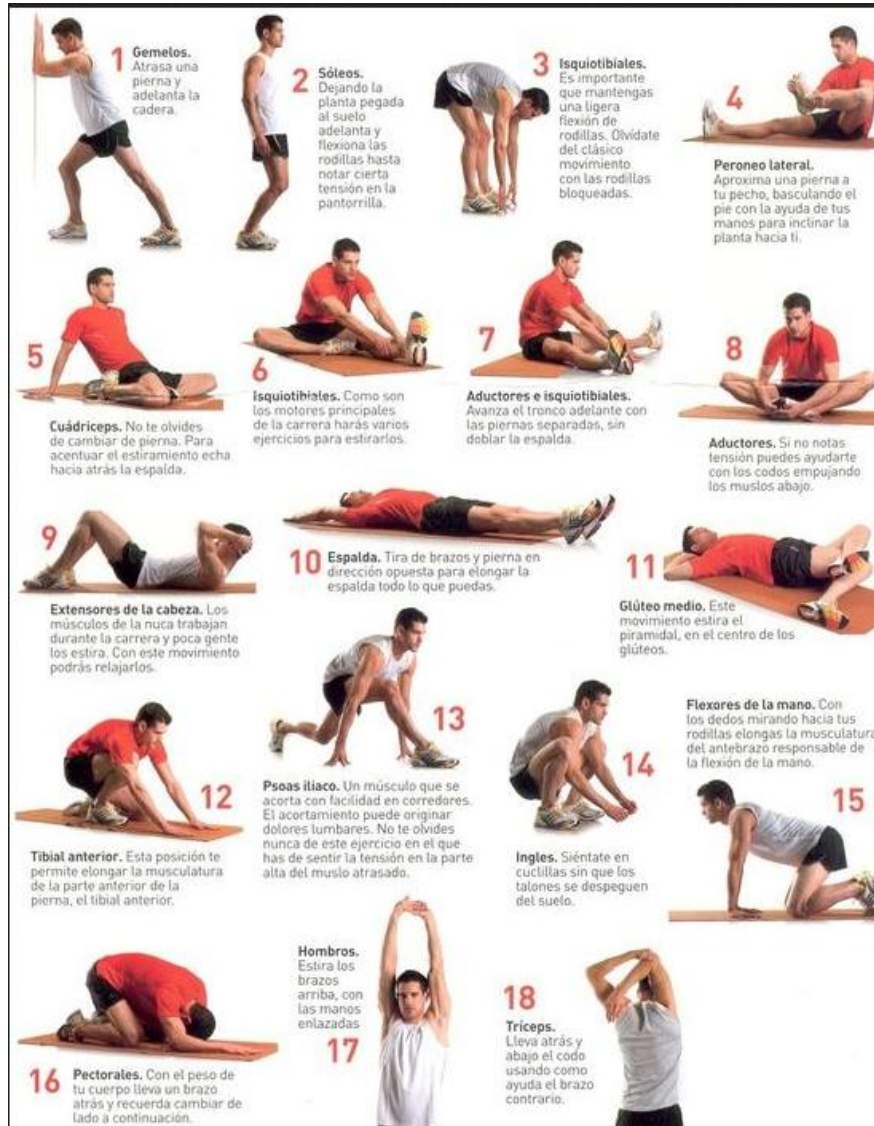 1
Gemelos.
Atrasa una
pierna y
adelanta la
cadera.
2
Sóleos.
Dejando la
planta pegada
al suelo
adelanta y
flexiona las
rodillas hasta
notar cierta
tensión en la
pantorrilla.
3
Isquiotibiales.
Es importante
que mantengas
una ligera
flexión de
rodillas. Olvídate
del clásico
movimiento
con las rodillas
bloqueadas.
4
Peroneo lateral.
Aproxima una pierna a
tu pecho, basculando el
pie con la ayuda de tus
manos para inclinar la
planta hacia ti.
5
Cuádriceps. No te olvides
de cambiar de pierna. Para
acentuar el estiramiento echa
hacia atrás la espalda.
6
Isquiotibiales. Como son
los motores principales
de la carrera harás varios
ejercicios para estirarlos.
7
Aductores e isquiotibiales.
Avanza el tronco adelante con
las piernas separadas, sin
doblar la espalda.
8
Aductores. Si no notas
tensión puedes ayudarte
con los codos empujando
los muslos abajo.
9
Extensores de la cabeza. Los
músculos de la nuca trabajan
durante la carrera y poca gente
los estira. Con este movimiento
podrás relajarlos.
10
Espalda. Tira de brazos y pierna en
dirección opuesta para elongar la
espalda todo lo que puedas.
11
Glúteo medio. Este
movimiento estira el
piramidal, en el centro de los
glúteos.
12
Tibial anterior. Esta posición te
permite elongar la musculatura
de la parte anterior de la
pierna, el tibial anterior.
13
Psoas iliaco. Un músculo que se
acorta con facilidad en corredores.
El acortamiento puede originar
dolores lumbares. No te olvides
nunca de este ejercicio en el que
has de sentir la tensión en la parte
alta del muslo atrasado.
14
Ingles. Siéntate en
cuclillas sin que los
talones se despeguen
del suelo.
Flexores de la mano. Con
los dedos mirando hacia tus
rodillas elongas la musculatura
del antebrazo responsable de
la flexión de la mano.
15
16
Pectorales. Con el peso de
tu cuerpo lleva un brazo
atrás y recuerda cambiar de
lado a continuación.
Hombros.
Estira los
brazos
arriba, con
las manos
enlazadas
17
18
Tríceps.
Lleva atrás y
abajo el codo
usando como
ayuda el brazo
contrario.